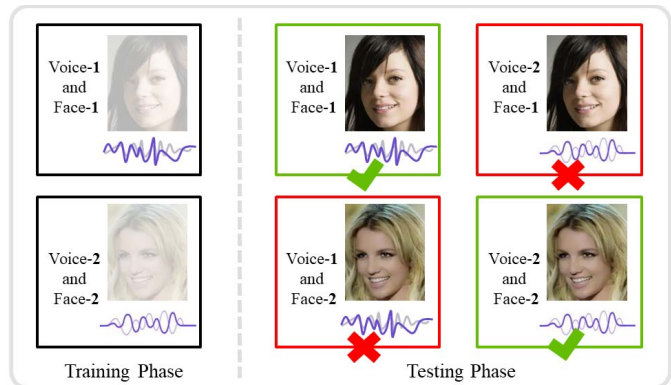 Voice-1
and
Face-1
Voice-1
and
Face-1
Voice-2
and
Face-1
Voice-2
and
Face-2
Voice-1
and
Face-2
Voice-2
and
Face-2
Training Phase
Testing Phase